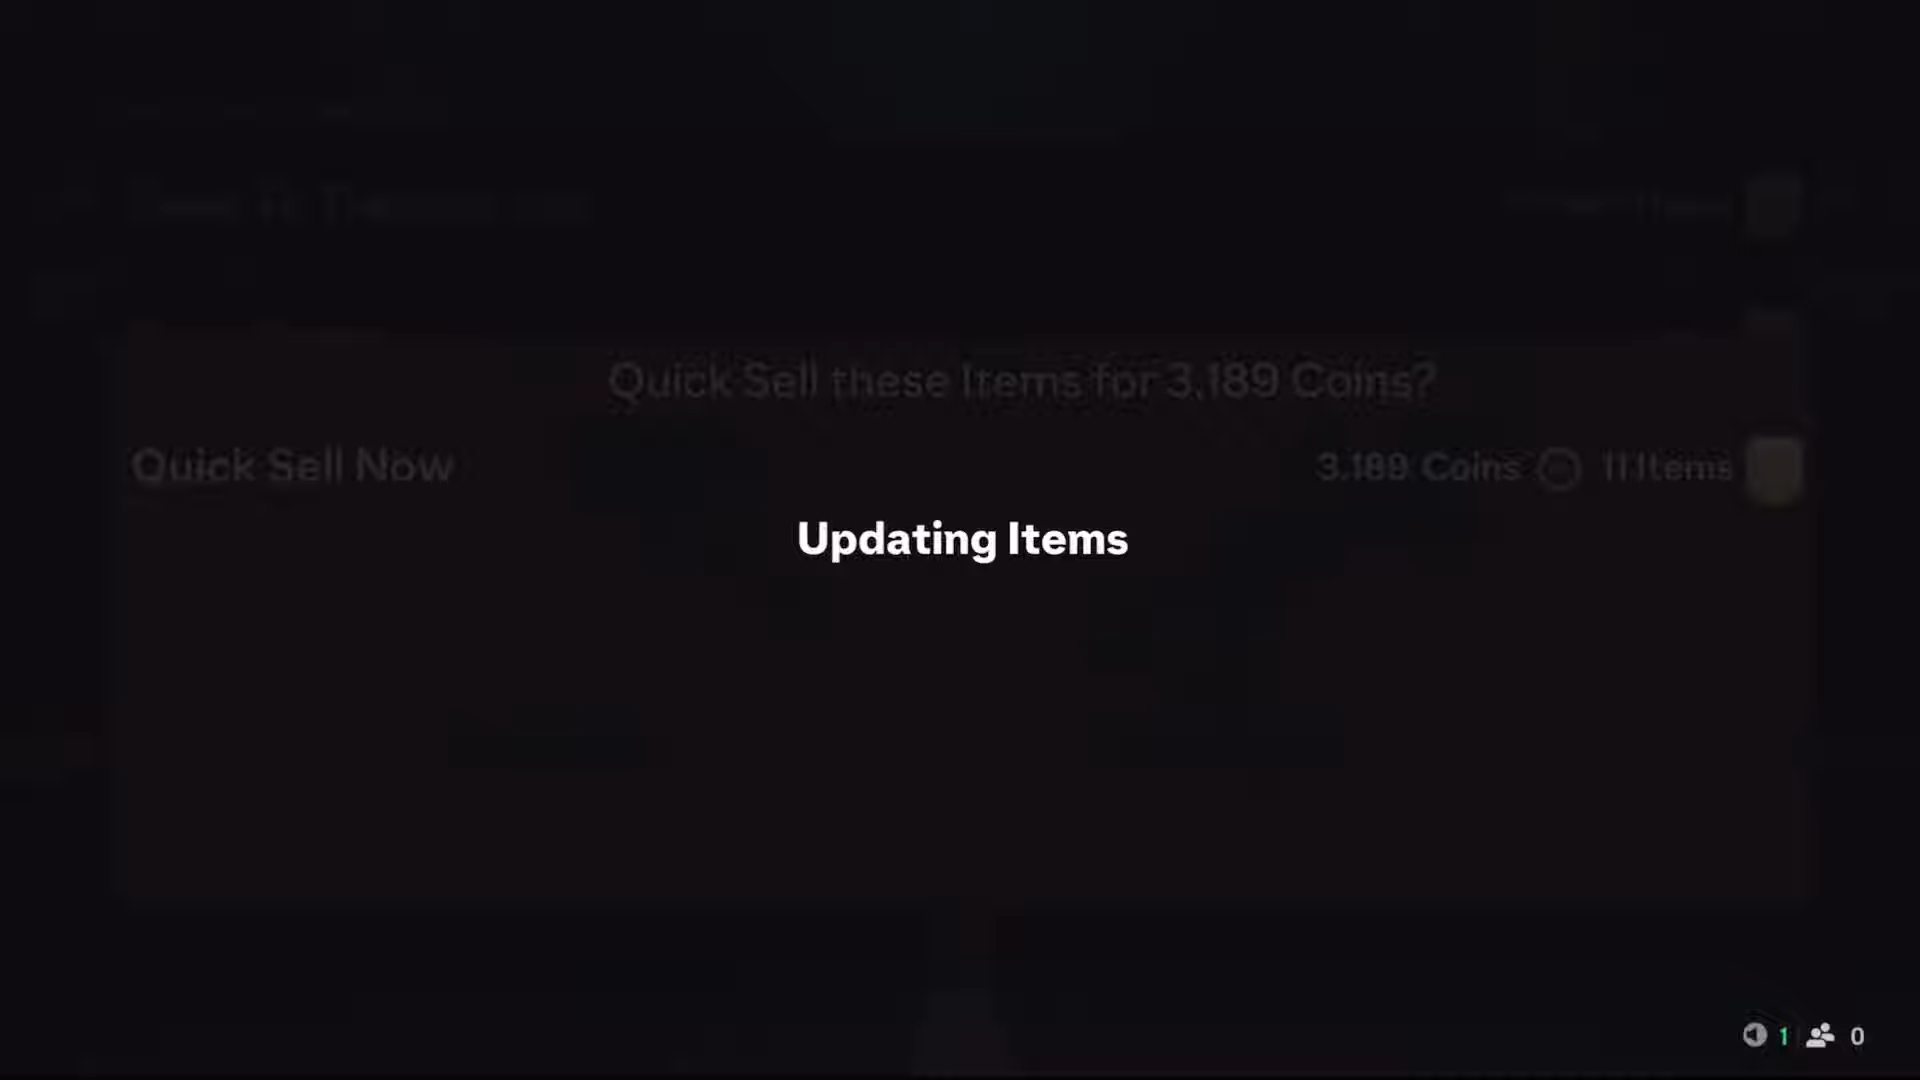 Quick Sell these Items for 3,189 Coins?
Quick Sell Now
3,189 Coins 11 Items
Updating Items
1 0